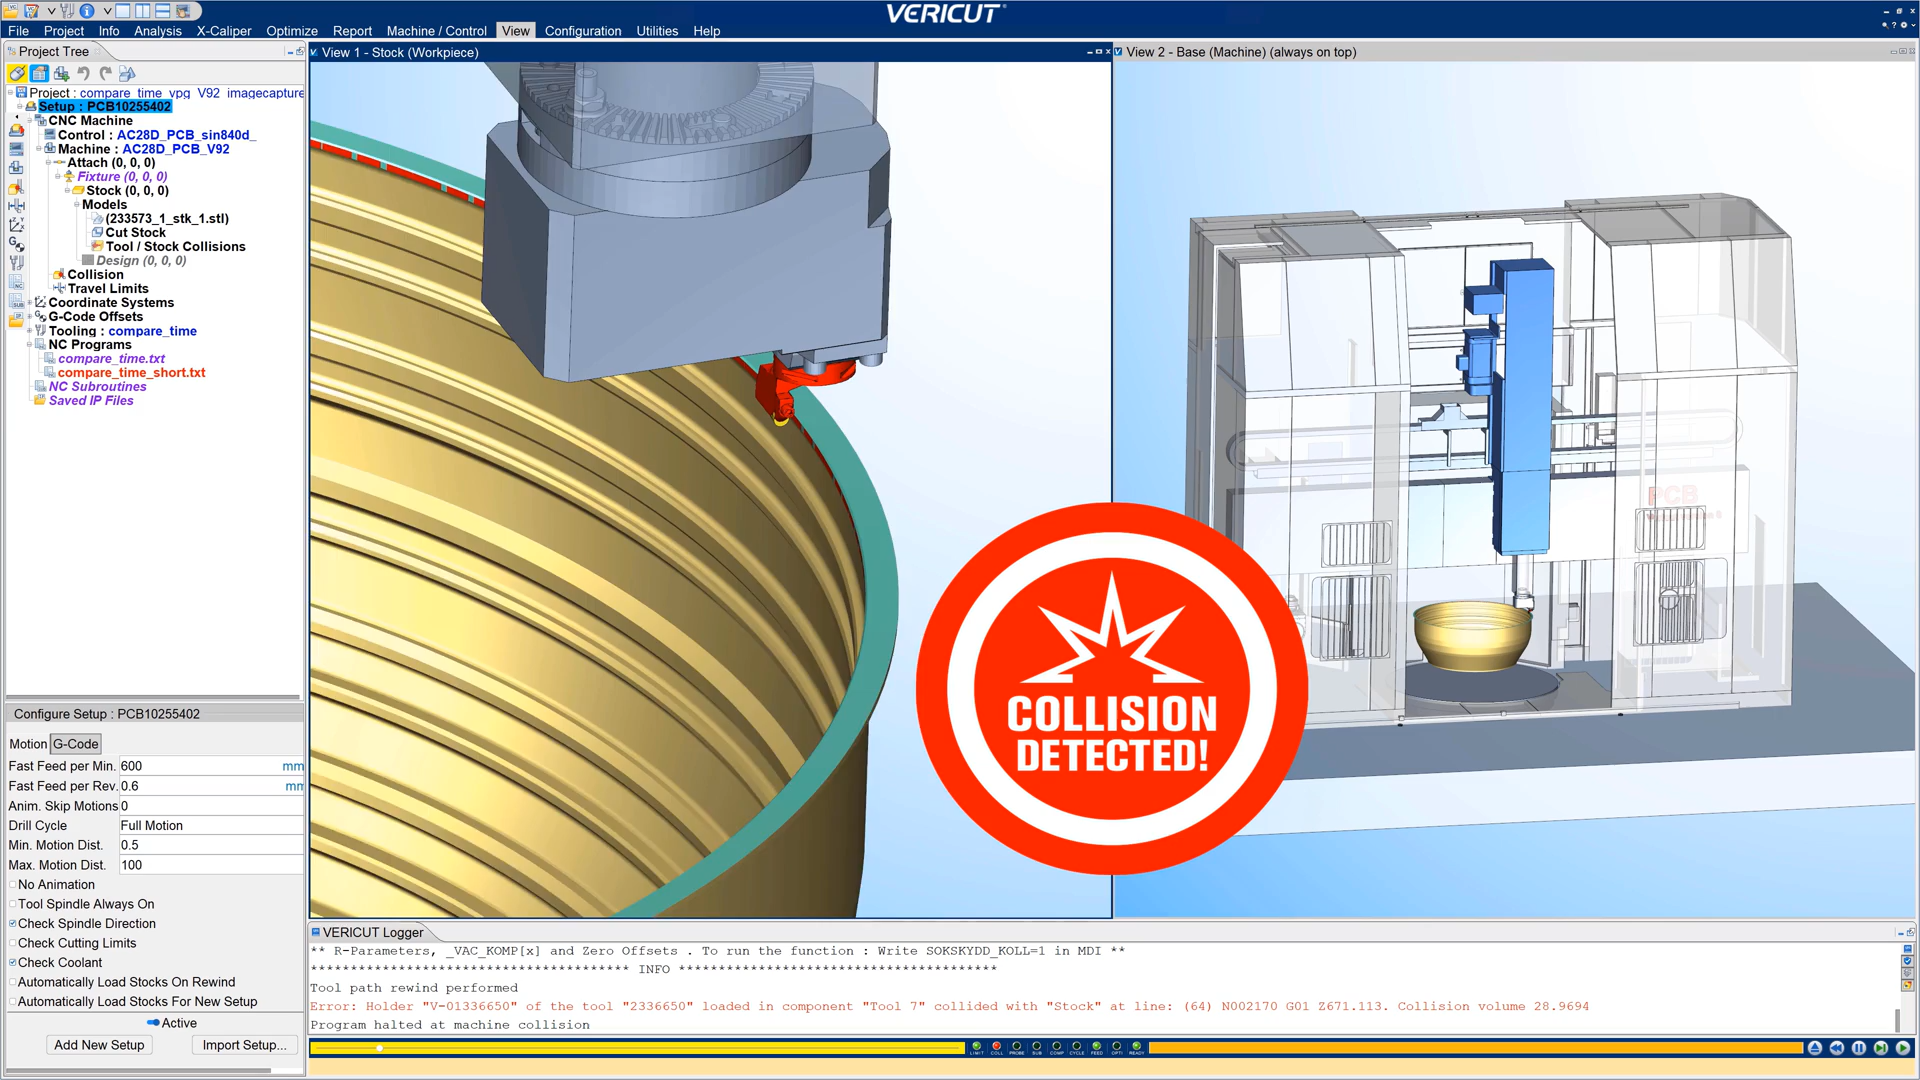 VERICUT
File Project Info Analysis X-Caliper Optimize Report Machine / Control View Configuration Utilities Help
Project Tree
Project : compare_time_vpg_V92_imagecapture
Setup : PCB10255402
CNC Machine
Control : AC28D_PCB_sin840d_
Machine : AC28D_PCB_V92
Attach (0, 0, 0)
Fixture (0, 0, 0)
Stock (0, 0, 0)
Models
(233573_1_stk_1.stl)
Cut Stock
Tool / Stock Collisions
Design (0, 0, 0)
Collision
Travel Limits
Coordinate Systems
G-Code Offsets
Tooling : compare_time
NC Programs
compare_time.txt
compare_time_short.txt
NC Subroutines
Saved IP Files
Configure Setup : PCB10255402
Motion G-Code
Fast Feed per Min. 600 mm
Fast Feed per Rev. 0.6 mm
Anim. Skip Motions 0
Drill Cycle Full Motion
Min. Motion Dist. 0.5
Max. Motion Dist. 100
No Animation
Tool Spindle Always On
Check Spindle Direction
Check Cutting Limits
Check Coolant
Automatically Load Stocks On Rewind
Automatically Load Stocks For New Setup
Active
Add New Setup Import Setup...
View 1 - Stock (Workpiece)
View 2 - Base (Machine) (always on top)
PCB
COLLISION
DETECTED!
VERICUT Logger
** R-Parameters, _VAC_KOMP[x] and Zero Offsets . To run the function : Write SOKSKYDD_KOLL=1 in MDI **
**************************************** INFO ****************************************
Tool path rewind performed
Error: Holder "V-01336650" of the tool "2336650" loaded in component "Tool 7" collided with "Stock" at line: (64) N002170 G01 Z671.113. Collision volume 28.9694
Program halted at machine collision
LIMIT COLL PROBE SUB COMP CYCLE FEED OPTI READY